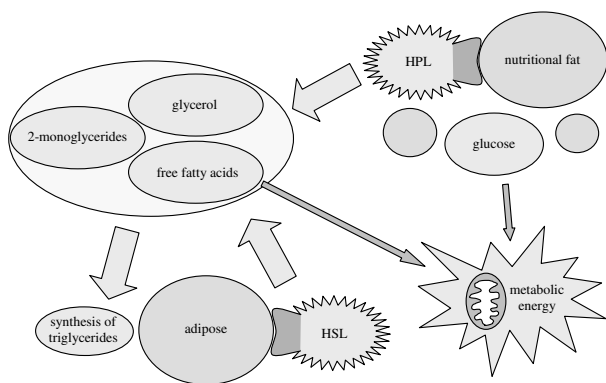 HPL
nutritional fat
glycerol
2-monoglycerides
glucose
free fatty acids
metabolic
energy
synthesis of
triglycerides
adipose
HSL